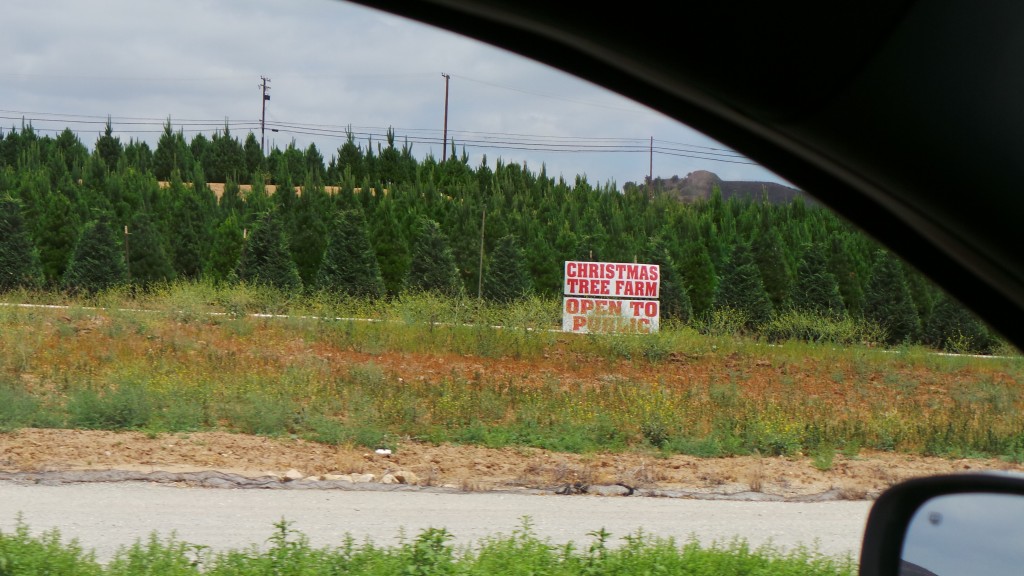 CHRISTMAS
TREE FARM
OPEN TO
PUBLIC